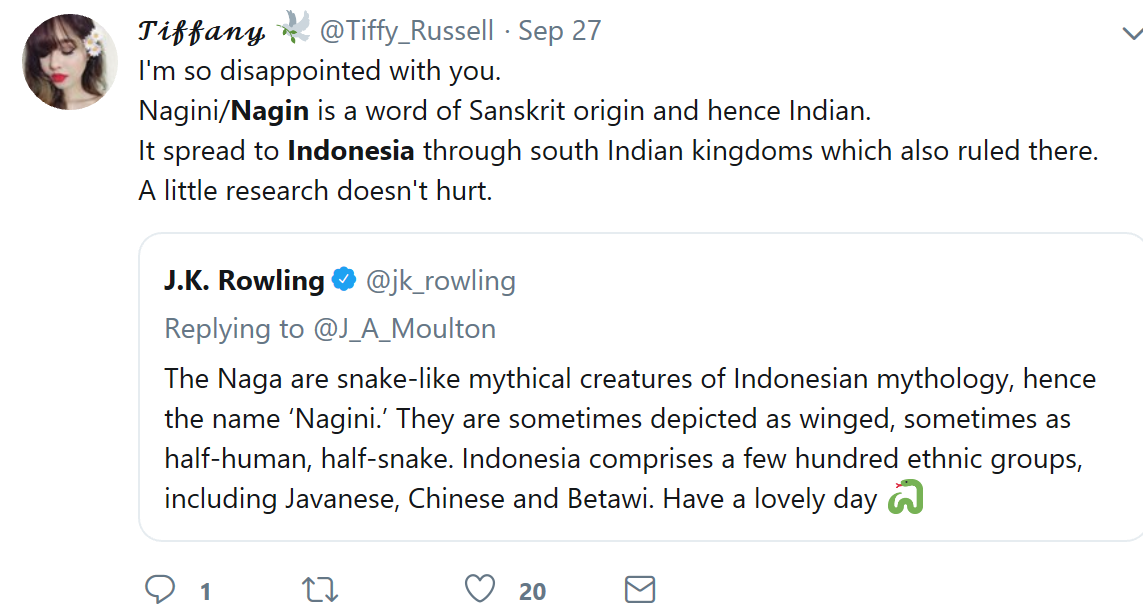 𝓣𝓲𝓯𝓯𝓪𝓷𝔂 🕊 @Tiffy_Russell · Sep 27
I'm so disappointed with you.
Nagini/Nagin is a word of Sanskrit origin and hence Indian.
It spread to Indonesia through south Indian kingdoms which also ruled there.
A little research doesn't hurt.
J.K. Rowling @jk_rowling
Replying to @J_A_Moulton
The Naga are snake-like mythical creatures of Indonesian mythology, hence
the name ‘Nagini.’ They are sometimes depicted as winged, sometimes as
half-human, half-snake. Indonesia comprises a few hundred ethnic groups,
including Javanese, Chinese and Betawi. Have a lovely day 🐍
1 20